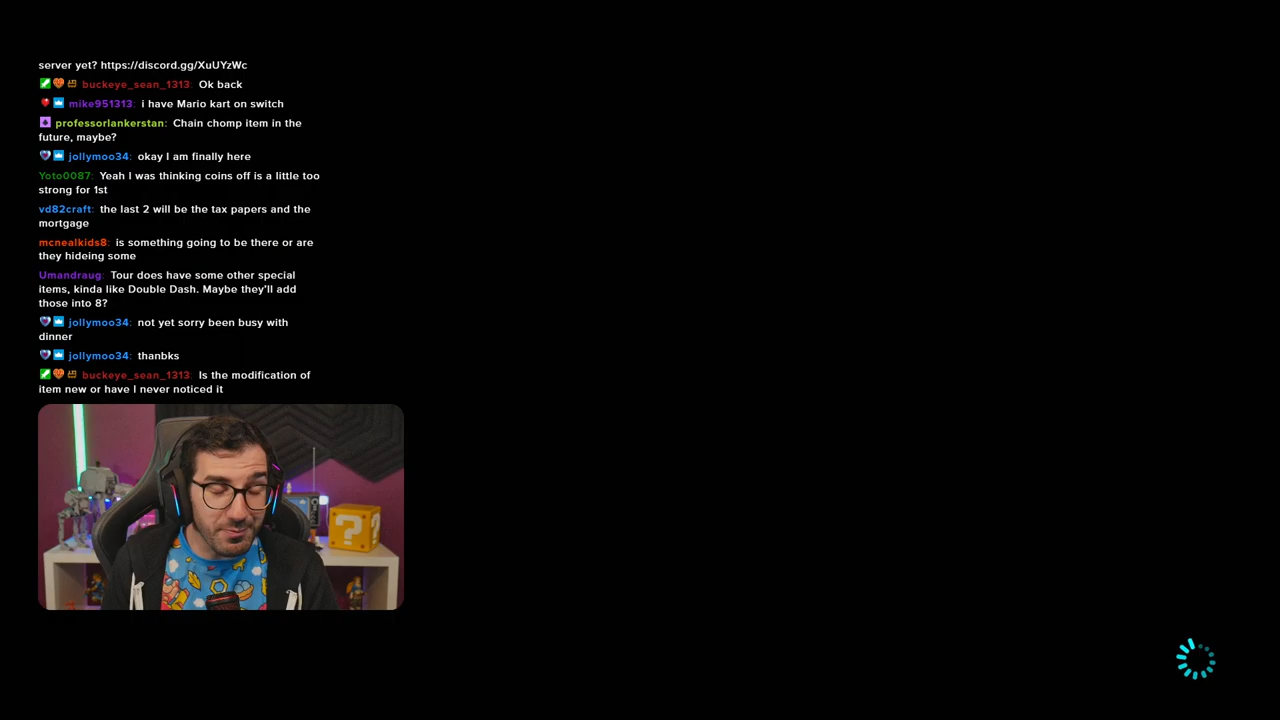 server yet? https://discord.gg/XuUYzWc
buckeye_sean_1313: Ok back
mike951313: i have Mario kart on switch
professorlankerstan: Chain chomp item in the
future, maybe?
jollymoo34: okay I am finally here
Yoto0087: Yeah I was thinking coins off is a little too
strong for 1st
vd82craft: the last 2 will be the tax papers and the
mortgage
mcnealkids8: is something going to be there or are
they hideing some
Umandraug: Tour does have some other special
items, kinda like Double Dash. Maybe they'll add
those into 8?
jollymoo34: not yet sorry been busy with
dinner
jollymoo34: thanbks
buckeye_sean_1313: Is the modification of
item new or have I never noticed it
?